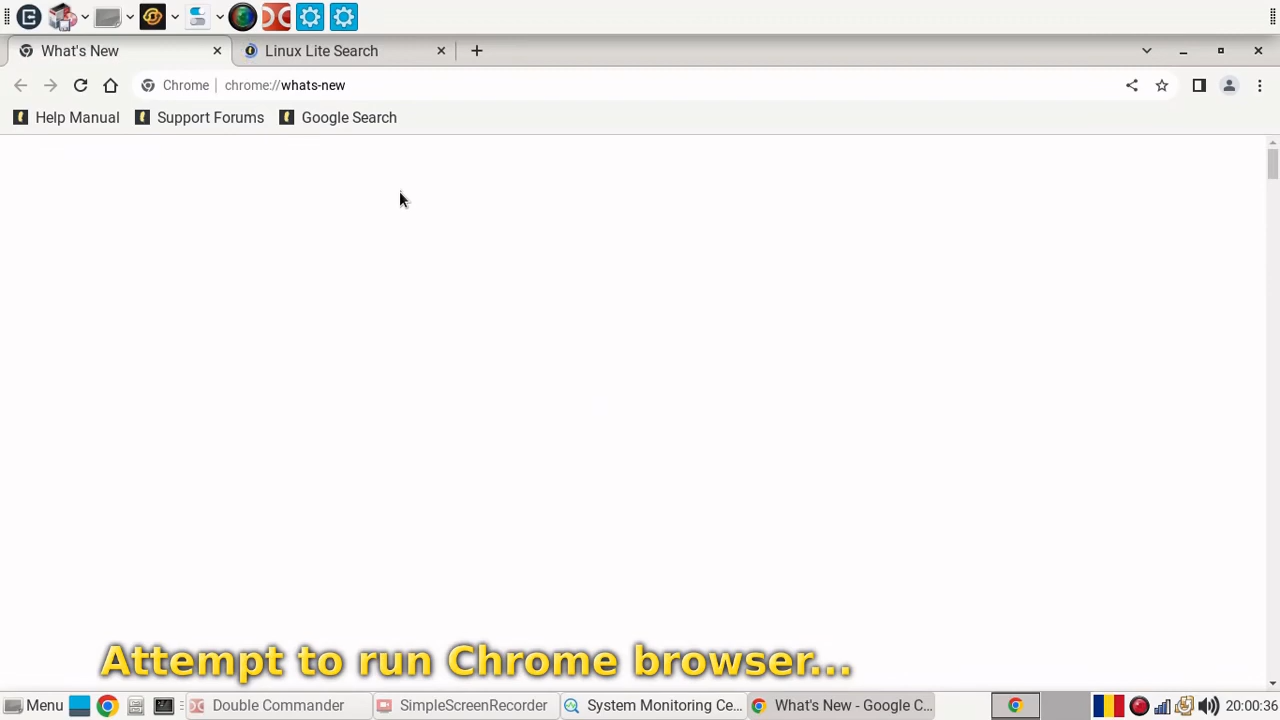 What's New
Linux Lite Search
Chrome
chrome://whats-new
Help Manual
Support Forums
Google Search
Attempt to run Chrome browser...
Menu
Double Commander
SimpleScreenRecorder
System Monitoring Ce...
What's New - Google C...
20:00:36